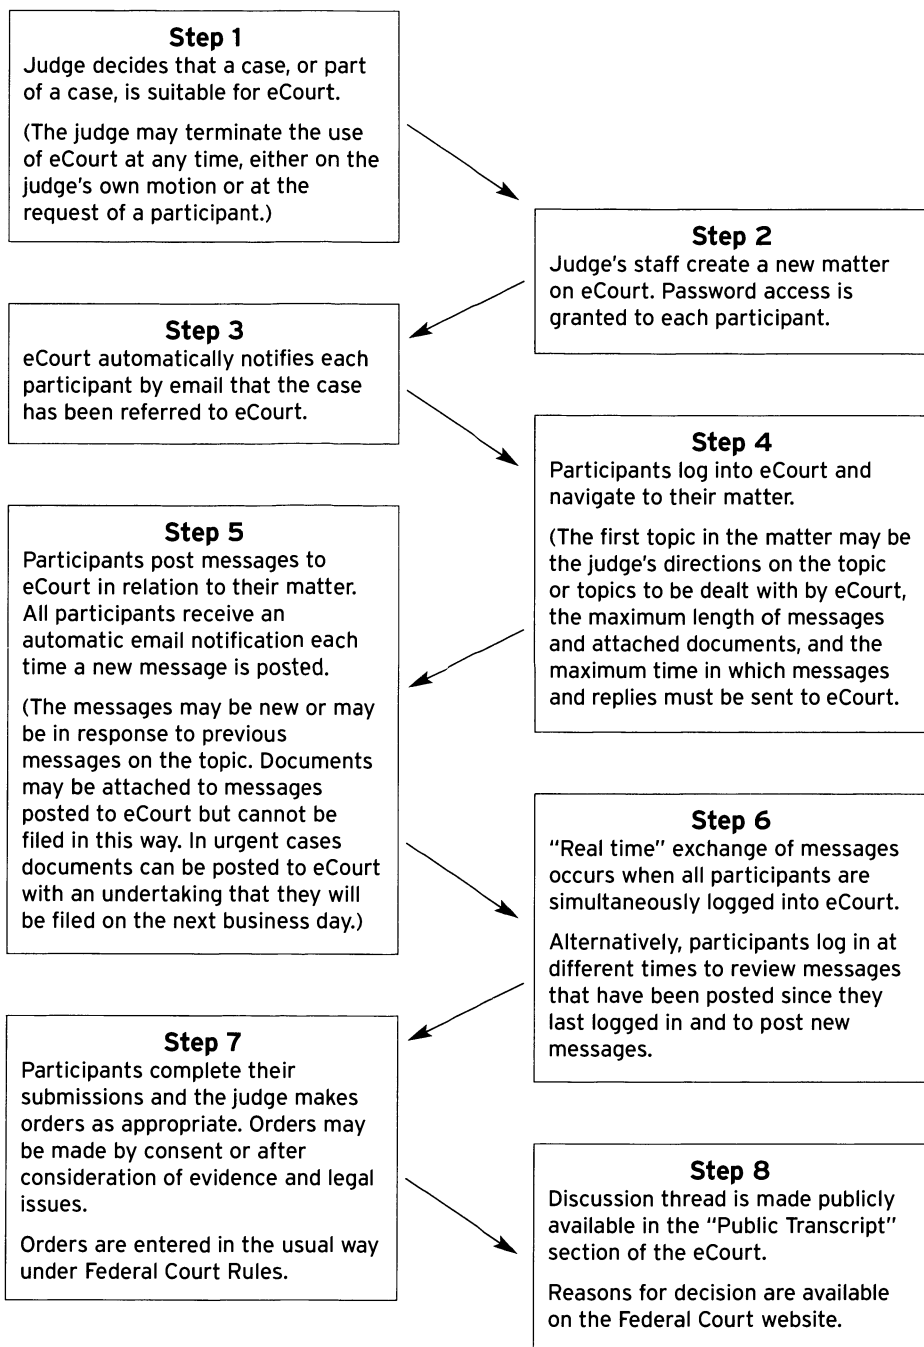 Step 1
Judge decides that a case, or part
of a case, is suitable for eCourt.
(The judge may terminate the use
of eCourt at any time, either on the
judge's own motion or at the
request of a participant.)
Step 2
Judge's staff create a new matter
on eCourt. Password access is
granted to each participant.
Step 3
eCourt automatically notifies each
participant by email that the case
has been referred to eCourt.
Step 4
Participants log into eCourt and
navigate to their matter.
(The first topic in the matter may be
the judge's directions on the topic
or topics to be dealt with by eCourt,
the maximum length of messages
and attached documents, and the
maximum time in which messages
and replies must be sent to eCourt.
Step 5
Participants post messages to
eCourt in relation to their matter.
All participants receive an
automatic email notification each
time a new message is posted.
(The messages may be new or may
be in response to previous
messages on the topic. Documents
may be attached to messages
posted to eCourt but cannot be
filed in this way. In urgent cases
documents can be posted to eCourt
with an undertaking that they will
be filed on the next business day.)
Step 6
"Real time" exchange of messages
occurs when all participants are
simultaneously logged into eCourt.
Alternatively, participants log in at
different times to review messages
that have been posted since they
last logged in and to post new
messages.
Step 7
Participants complete their
submissions and the judge makes
orders as appropriate. Orders may
be made by consent or after
consideration of evidence and legal
issues.
Orders are entered in the usual way
under Federal Court Rules.
Step 8
Discussion thread is made publicly
available in the "Public Transcript"
section of the eCourt.
Reasons for decision are available
on the Federal Court website.